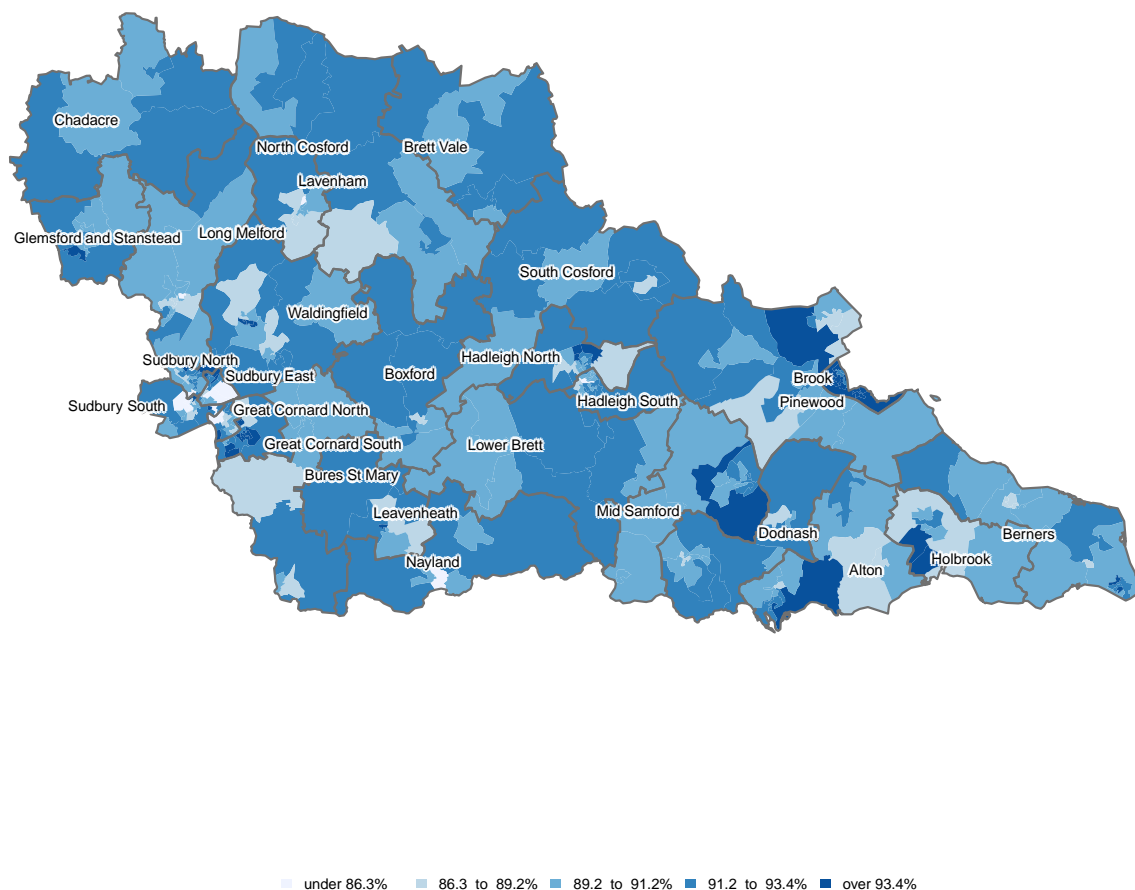 Chadacre
North Cosford
Brett Vale
Lavenham
Glemsford and Stanstead
Long Melford
South Cosford
Waldingfield
Sudbury North
Hadleigh North
Boxford
Sudbury East
Brook
Sudbury South
Great Cornard North
Hadleigh South
Pinewood
Great Cornard South
Lower Brett
Bures St Mary
Leavenheath
Mid Samford
Dodnash
Berners
Nayland
Alton
Holbrook
under 86.3% 86.3 to 89.2% 89.2 to 91.2% 91.2 to 93.4% over 93.4%